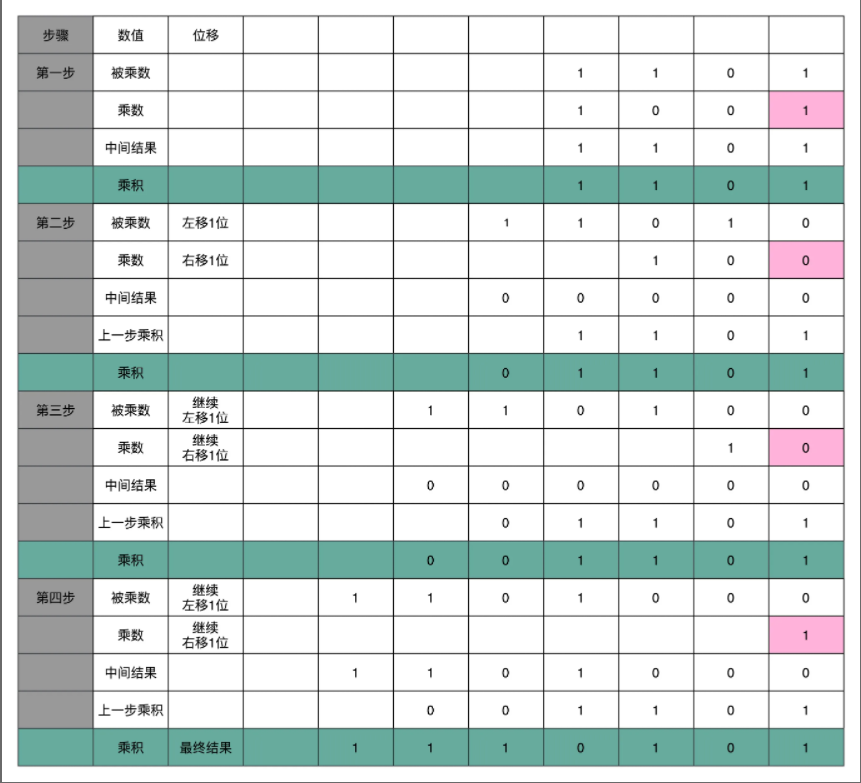 步骤 数值 位移
第一步 被乘数 1 1 0 1
乘数 1 0 0 1
中间结果 1 1 0 1
乘积 1 1 0 1
第二步 被乘数 左移1位 1 1 0 1 0
乘数 右移1位 1 0 0
中间结果 0 0 0 0 0
上一步乘积 1 1 0 1
乘积 0 1 1 0 1
第三步 被乘数 继续
左移1位 1 1 0 1 0 0
乘数 继续
右移1位 1 0
中间结果 0 0 0 0 0 0
上一步乘积 0 1 1 0 1
乘积 0 0 1 1 0 1
第四步 被乘数 继续
左移1位 1 1 0 1 0 0 0
乘数 继续
右移1位 1
中间结果 1 1 0 1 0 0 0
上一步乘积 0 0 1 1 0 1
乘积 最终结果 1 1 1 0 1 0 1